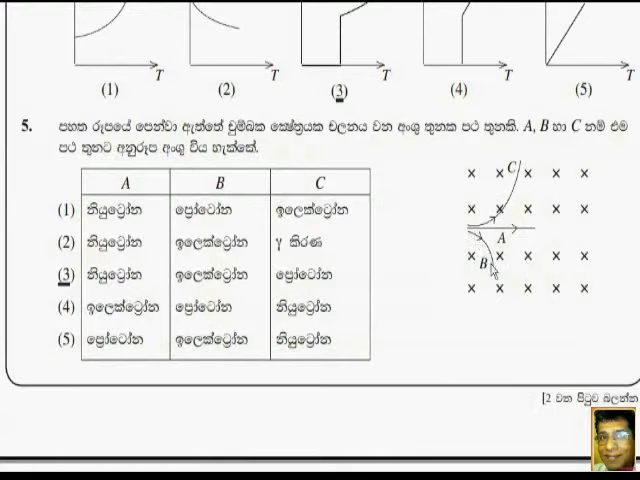 T T T T
(1) (2) (3) (4) (5)
5. පහත රූපයේ පෙන්වා ඇත්තේ චුම්බක ක්ෂේත්‍රයක චලනය වන අංශු තුනක පථ තුනකි. A, B හා C නම් එම
පථ තුනට අනුරූප අංශු විය හැක්කේ.
A B C
(1) නියුට්‍රෝන ප්‍රෝටෝන ඉලෙක්ට්‍රෝන
(2) නියුට්‍රෝන ඉලෙක්ට්‍රෝන γ කිරණ
(3) නියුට්‍රෝන ඉලෙක්ට්‍රෝන ප්‍රෝටෝන
(4) ඉලෙක්ට්‍රෝන ප්‍රෝටෝන නියුට්‍රෝන
(5) ප්‍රෝටෝන ඉලෙක්ට්‍රෝන නියුට්‍රෝන
C
A
B
[2 වන පිටුව බලන්න